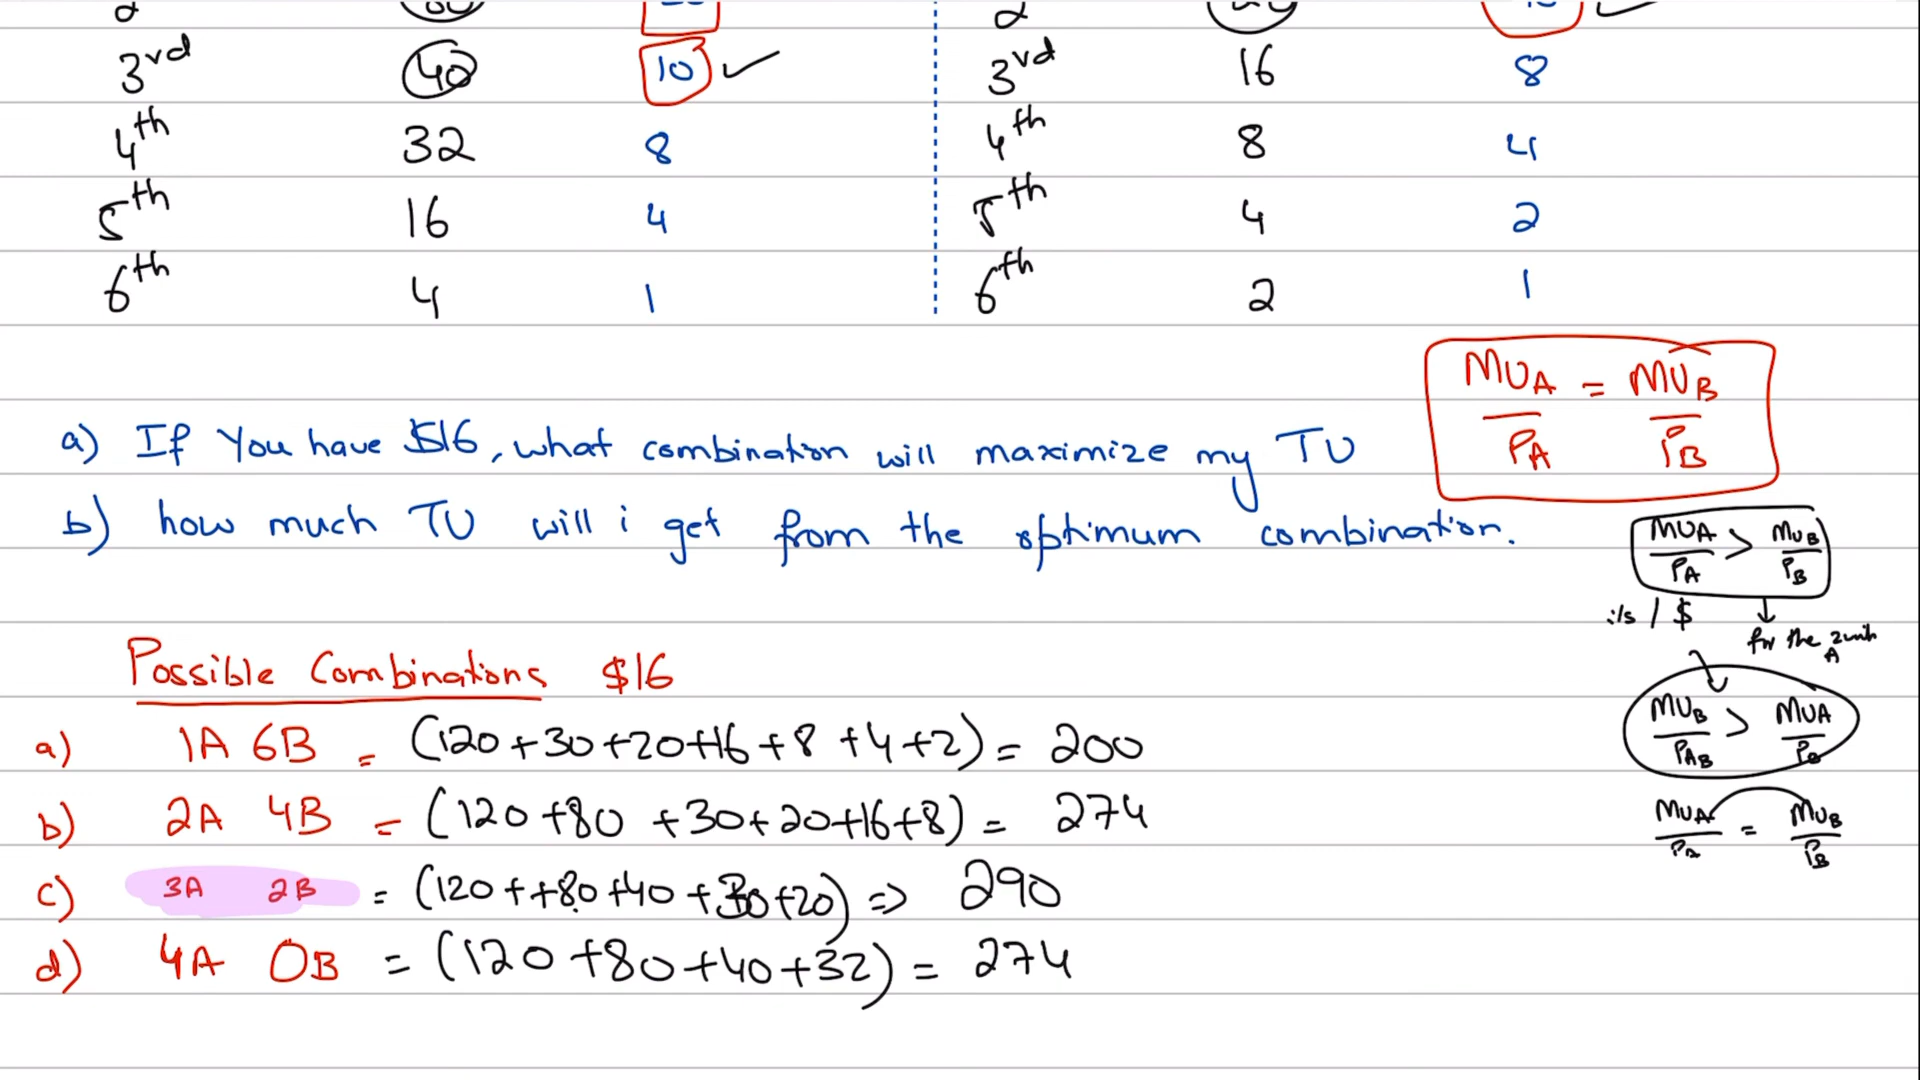 3rd 40 10 ✓ 3rd 16 8
4th 32 8 4th 8 4
5th 16 4 5th 4 2
6th 4 1 6th 2 1
MUA/PA = MUB/PB
a) If You have $16, what combination will maximize my TU
b) how much TU will i get from the optimum combination.
MUA/PA > MUB/PB
/ $ ↓
for the 2 unit A
Possible Combinations $16
MUB/PAB > MUA/PB
a) 1A 6B = (120+30+20+16+8+4+2) = 200
MUA/PA = MUB/PB
b) 2A 4B = (120+80+30+20+16+8) = 274
c) 3A 2B = (120++80+40+30+20) => 290
d) 4A 0B = (120+80+40+32) = 274